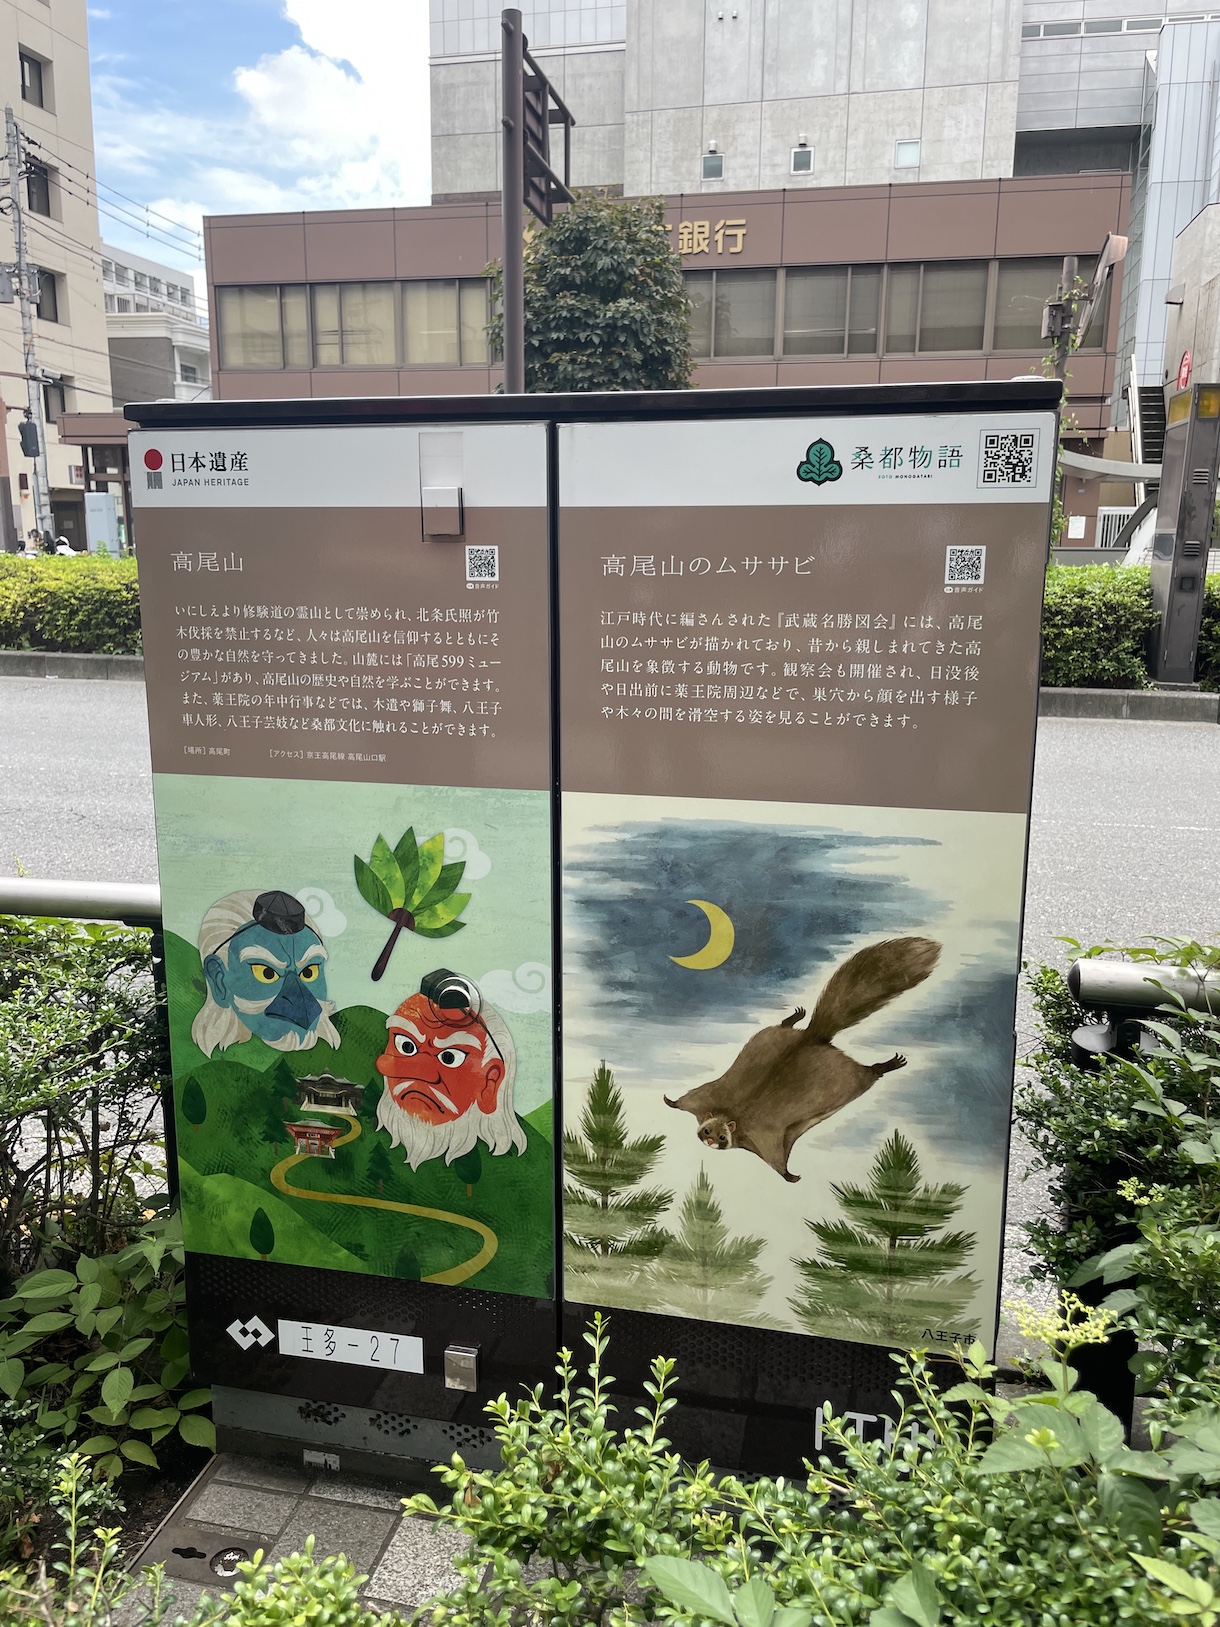 銀行
日本遺産
JAPAN HERITAGE
高尾山
音声ガイド
いにしえより修験道の霊山として崇められ、北条氏照が竹
木伐採を禁止するなど、人々は高尾山を信仰するとともにそ
の豊かな自然を守ってきました。山麓には「高尾599ミュー
ジアム」があり、高尾山の歴史や自然を学ぶことができます。
また、薬王院の年中行事などでは、木遣や獅子舞、八王子
車人形、八王子芸妓など桑都文化に触れることができます。
［場所］高尾町 ［アクセス］京王高尾線 高尾山口駅
王多-27
桑都物語
SOTO MONOGATARI
高尾山のムササビ
音声ガイド
江戸時代に編さんされた『武蔵名勝図会』には、高尾
山のムササビが描かれており、昔から親しまれてきた高
尾山を象徴する動物です。観察会も開催され、日没後
や日出前に薬王院周辺などで、巣穴から顔を出す様子
や木々の間を滑空する姿を見ることができます。
八王子市